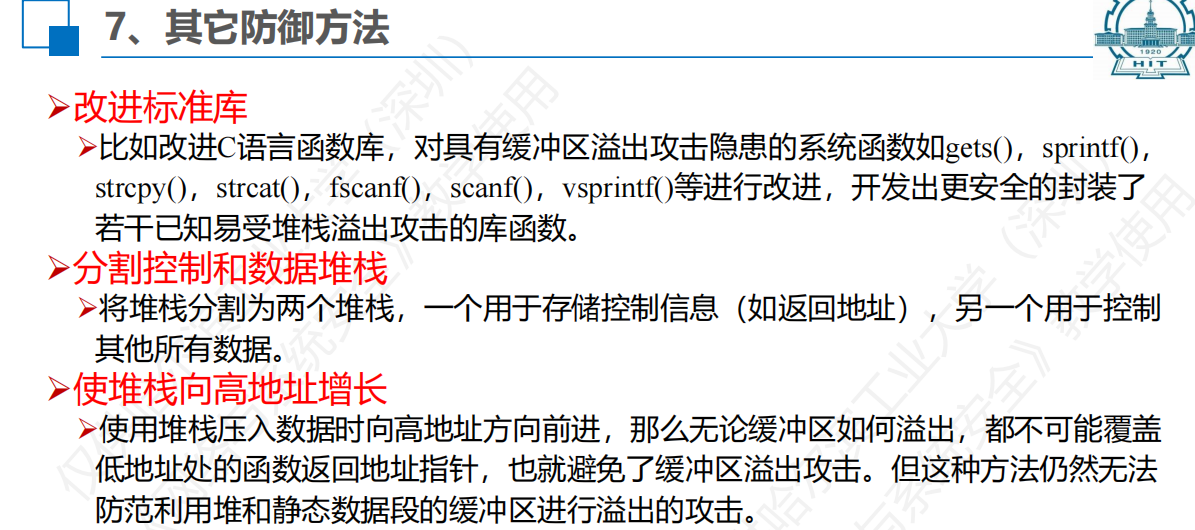 7、其它防御方法
1920
HIT
➢改进标准库
➢比如改进C语言函数库，对具有缓冲区溢出攻击隐患的系统函数如gets()，sprintf()，
strcpy()，strcat()，fscanf()，scanf()，vsprintf()等进行改进，开发出更安全的封装了
若干已知易受堆栈溢出攻击的库函数。
➢分割控制和数据堆栈
➢将堆栈分割为两个堆栈，一个用于存储控制信息（如返回地址），另一个用于控制
其他所有数据。
➢使堆栈向高地址增长
➢使用堆栈压入数据时向高地址方向前进，那么无论缓冲区如何溢出，都不可能覆盖
低地址处的函数返回地址指针，也就避免了缓冲区溢出攻击。但这种方法仍然无法
防范利用堆和静态数据段的缓冲区进行溢出的攻击。